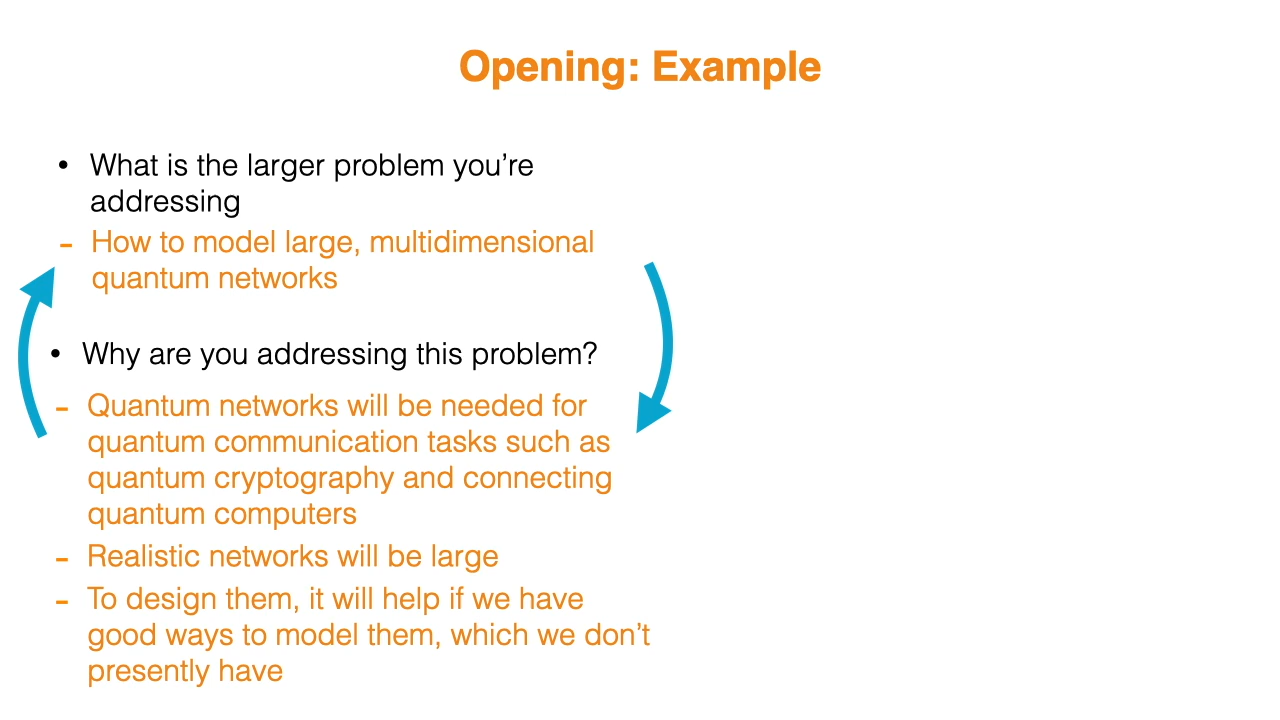 Opening: Example
• What is the larger problem you’re
addressing
- How to model large, multidimensional
quantum networks
• Why are you addressing this problem?
- Quantum networks will be needed for
quantum communication tasks such as
quantum cryptography and connecting
quantum computers
- Realistic networks will be large
- To design them, it will help if we have
good ways to model them, which we don’t
presently have